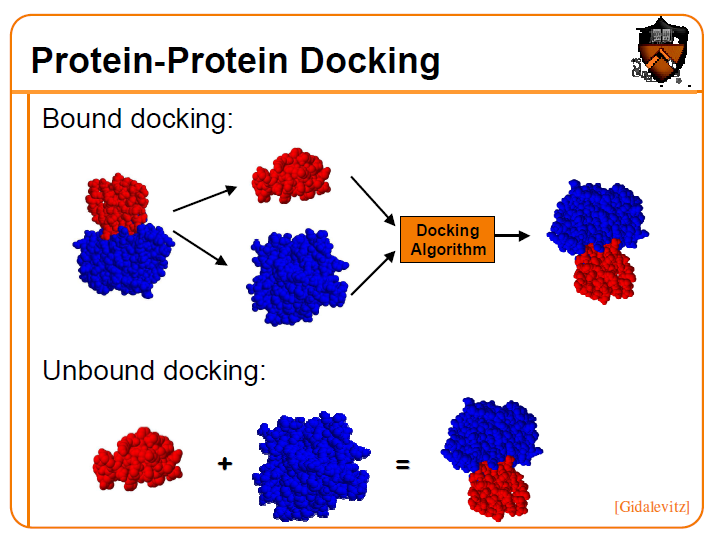 Protein-Protein Docking
Bound docking:
Docking
Algorithm
Unbound docking:
+
=
[Gidalevitz]